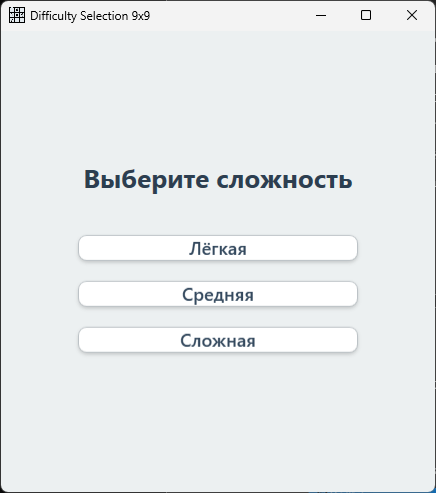 Difficulty Selection 9x9
Выберите сложность
Лёгкая
Средняя
Сложная